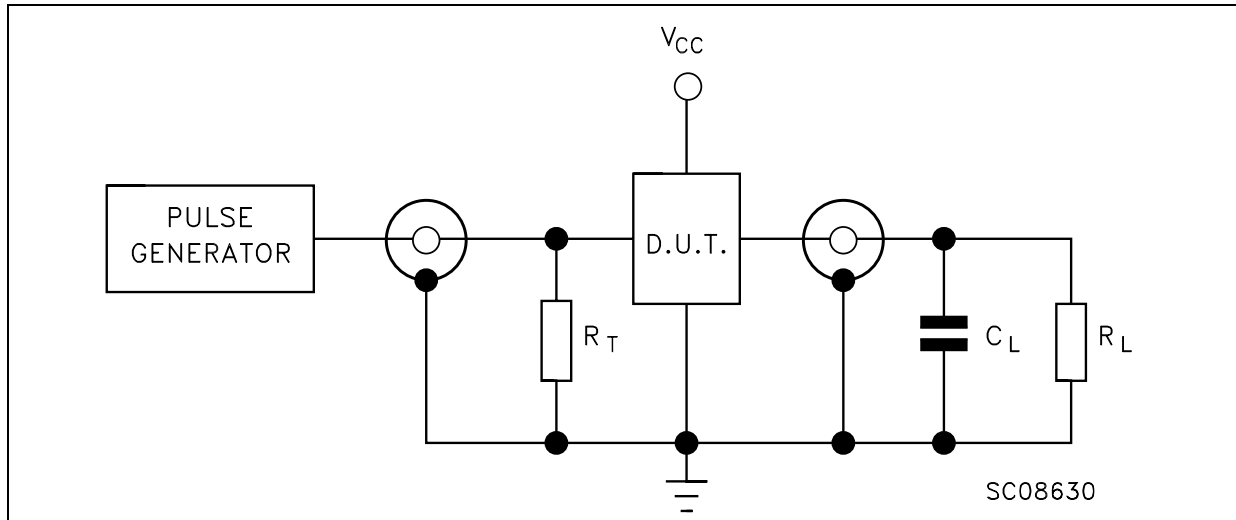 VCC
PULSE
GENERATOR
D.U.T.
RT
CL
RL
SC08630